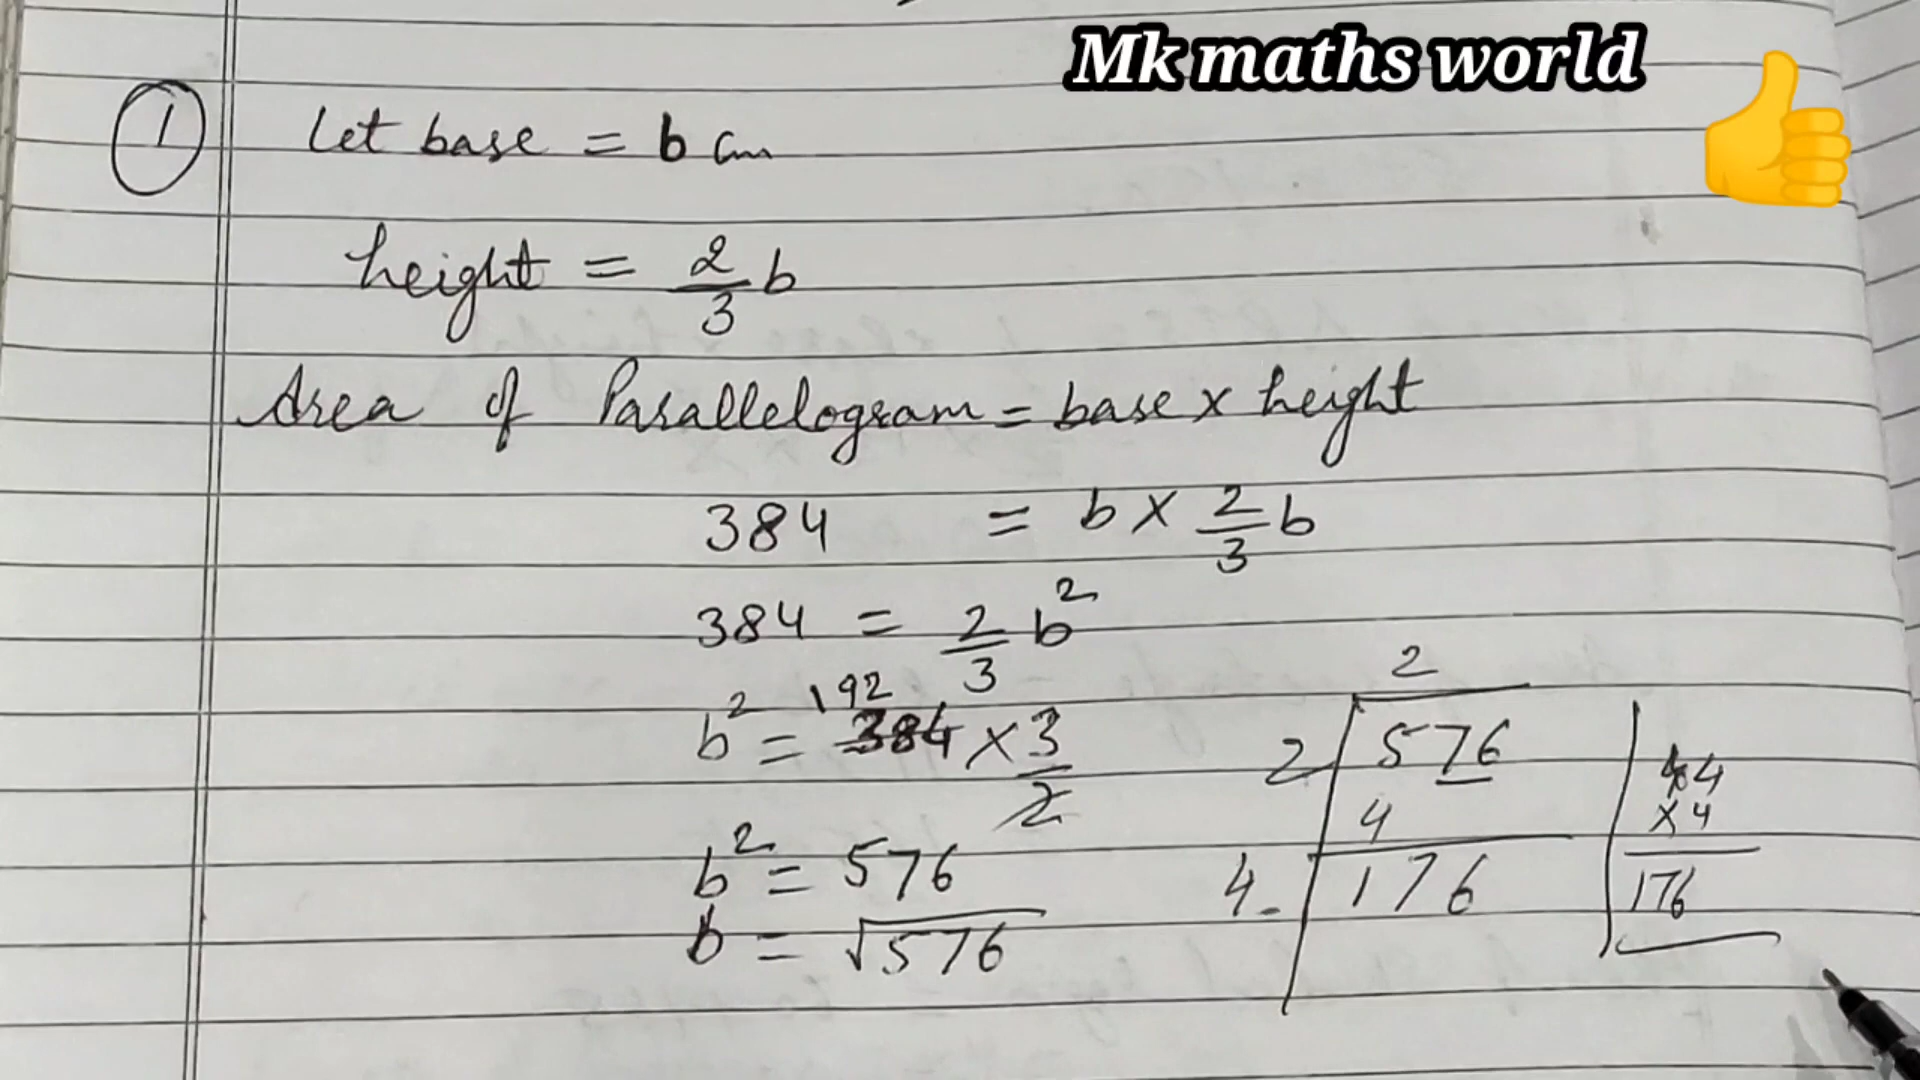 Mk maths world
1 Let base = b cm
height = 2/3 b
Area of Parallelogram = base x height
384 = b x 2/3 b
384 = 2/3 b²
192
b² = 384 x 3/2
b² = 576
b = √576
2
2 576
4
4- 176
44
x 4
176